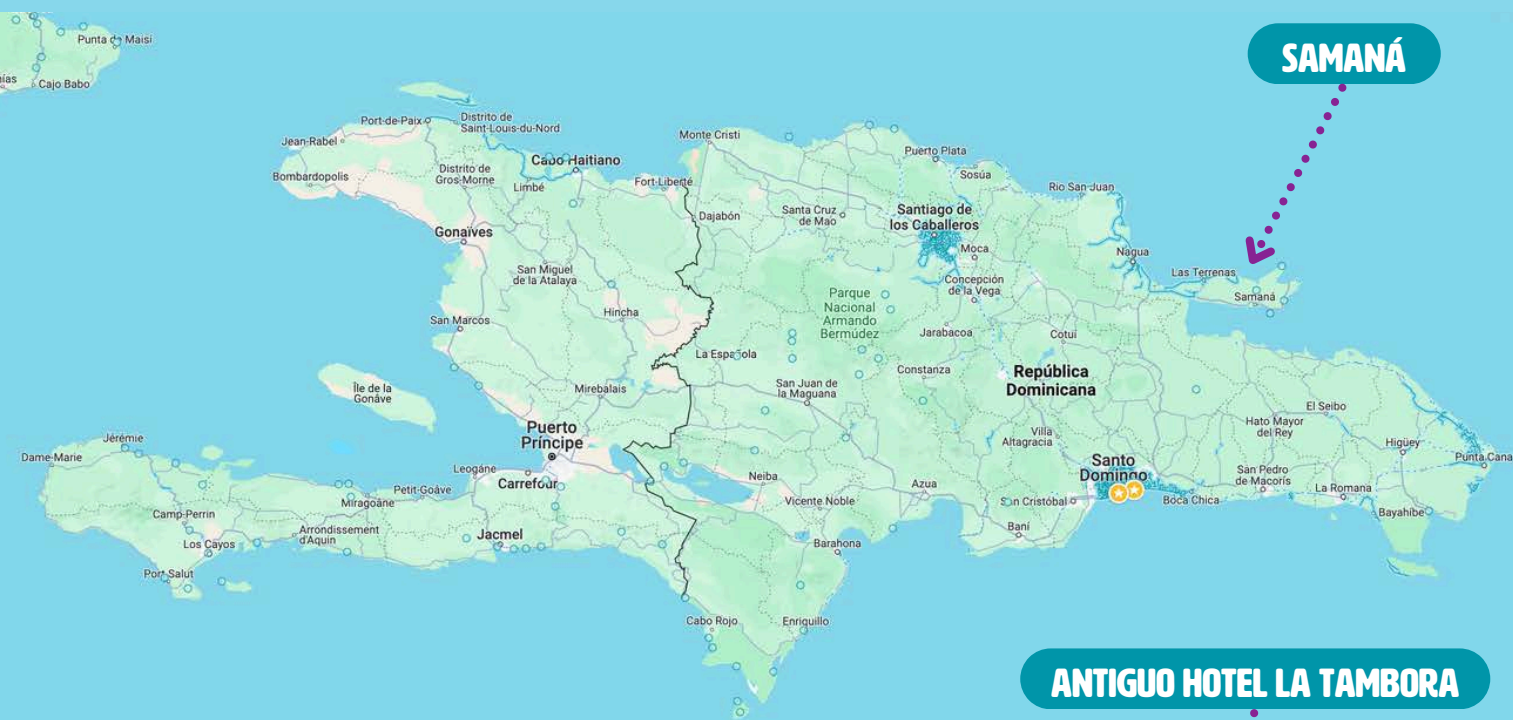 SAMANÁ
Punta de Maisi
Cajo Babo
Port-de-Paix
Distrito de
Saint-Louis-du-Nord
Jean-Rabel
Monte Cristi
Cabo Haitiano
Puerto Plata
Distrito de
Gros-Morne
Bombardopolis
Limbé
Fort Liberté
Sosúa
Rio San Juan
Dajabón
Santa Cruz
de Mao
Santiago de
los Caballeros
Gonaïves
Moca
Nagua
San Miguel
de la Atalaya
Las Terrenas
Concepción
de la Vega
Samaná
Parque
Nacional
Armando
Bermúdez
Hincha
San Marcos
Jarabacoa
Cotuí
La Española
Constanza
República
Dominicana
Île de la
Gonâve
Mirebalais
San Juan de
la Maguana
El Seibo
Puerto
Príncipe
Villa
Altagracia
Hato Mayor
del Rey
Jérémie
Higüey
Dame-Marie
Punta Cana
Santo
Domingo
Leogâne
Carrefour
Neiba
Azua
San Pedro
de Macorís
La Romana
Petit-Goâve
Miragoâne
Vicente Noble
San Cristóbal
Boca Chica
Camp-Perrin
Bayahíbe
Arrondissement
d'Aquin
Jacmel
Baní
Los Cayos
Barahona
Port-Salut
Cabo Rojo
Enriquillo
ANTIGUO HOTEL LA TAMBORA